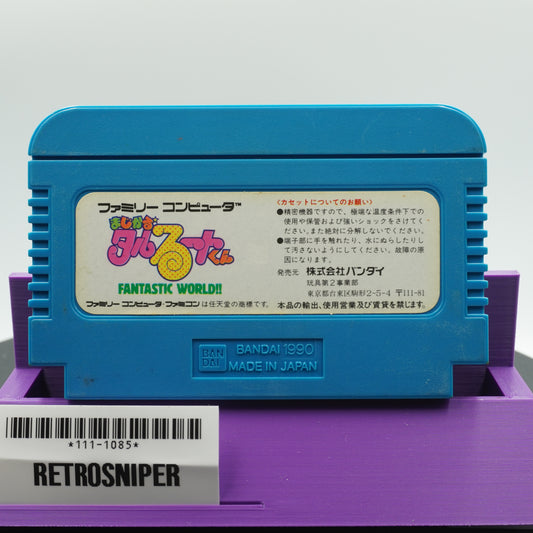 ファミリー コンピュータ™
まじかる
タルるートくん
FANTASTIC WORLD!!
ファミリー コンピュータ・ファミコン は任天堂の商標です。
〈カセットについてのお願い〉
●精密機器ですので、極端な温度条件下での
使用や保管および強いショックをさけてく
ださい。また絶対に分解しないでください。
●端子部に手を触れたり、水にぬらしたりし
て汚さないようにしてください。故障の原
因になります。
発売元 株式会社バンダイ
玩具第2事業部
東京都台東区駒形2-5-4 〒111-81
本品の輸出、使用営業及び賃貸を禁じます。
BAN
DAI
BANDAI 1990
MADE IN JAPAN
*111-1085*
RETROSNIPER